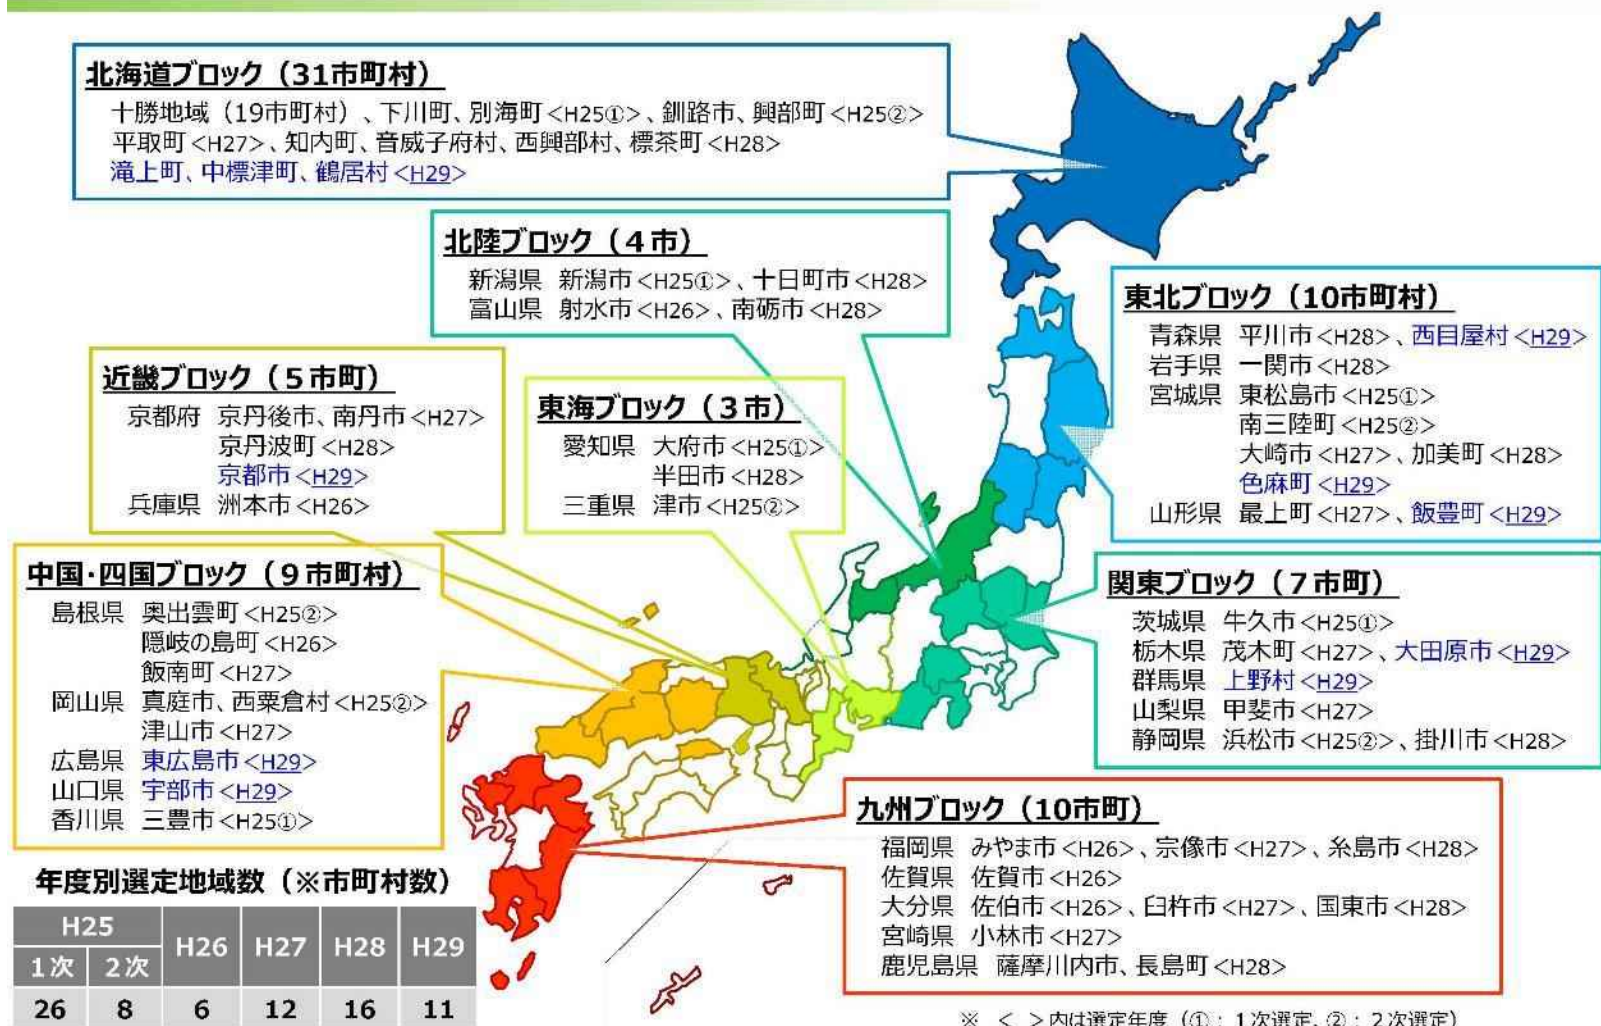 北海道ブロック（31市町村）
十勝地域（19市町村）、下川町、別海町<H25①>、釧路市、興部町<H25②>
平取町<H27>、知内町、音威子府村、西興部村、標茶町<H28>
滝上町、中標津町、鶴居村<H29>
北陸ブロック（４市）
新潟県 新潟市<H25①>、十日町市<H28>
富山県 射水市<H26>、南砺市<H28>
東北ブロック（10市町村）
青森県 平川市<H28>、西目屋村<H29>
岩手県 一関市<H28>
宮城県 東松島市<H25①>
南三陸町<H25②>
大崎市<H27>、加美町<H28>
色麻町<H29>
山形県 最上町<H27>、飯豊町<H29>
近畿ブロック（５市町）
京都府 京丹後市、南丹市<H27>
京丹波町<H28>
京都市<H29>
兵庫県 洲本市<H26>
東海ブロック（３市）
愛知県 大府市<H25①>
半田市<H28>
三重県 津市<H25②>
中国・四国ブロック（９市町村）
島根県 奥出雲町<H25②>
隠岐の島町<H26>
飯南町<H27>
岡山県 真庭市、西粟倉村<H25②>
津山市<H27>
広島県 東広島市<H29>
山口県 宇部市<H29>
香川県 三豊市<H25①>
関東ブロック（７市町）
茨城県 牛久市<H25①>
栃木県 茂木町<H27>、大田原市<H29>
群馬県 上野村<H29>
山梨県 甲斐市<H27>
静岡県 浜松市<H25②>、掛川市<H28>
九州ブロック（10市町）
福岡県 みやま市<H26>、宗像市<H27>、糸島市<H28>
佐賀県 佐賀市<H26>
大分県 佐伯市<H26>、臼杵市<H27>、国東市<H28>
宮崎県 小林市<H27>
鹿児島県 薩摩川内市、長島町<H28>
年度別選定地域数（※市町村数）
H25 H26 H27 H28 H29
１次 ２次
26 8 6 12 16 11
※ < >内は選定年度（①：１次選定、②：２次選定）